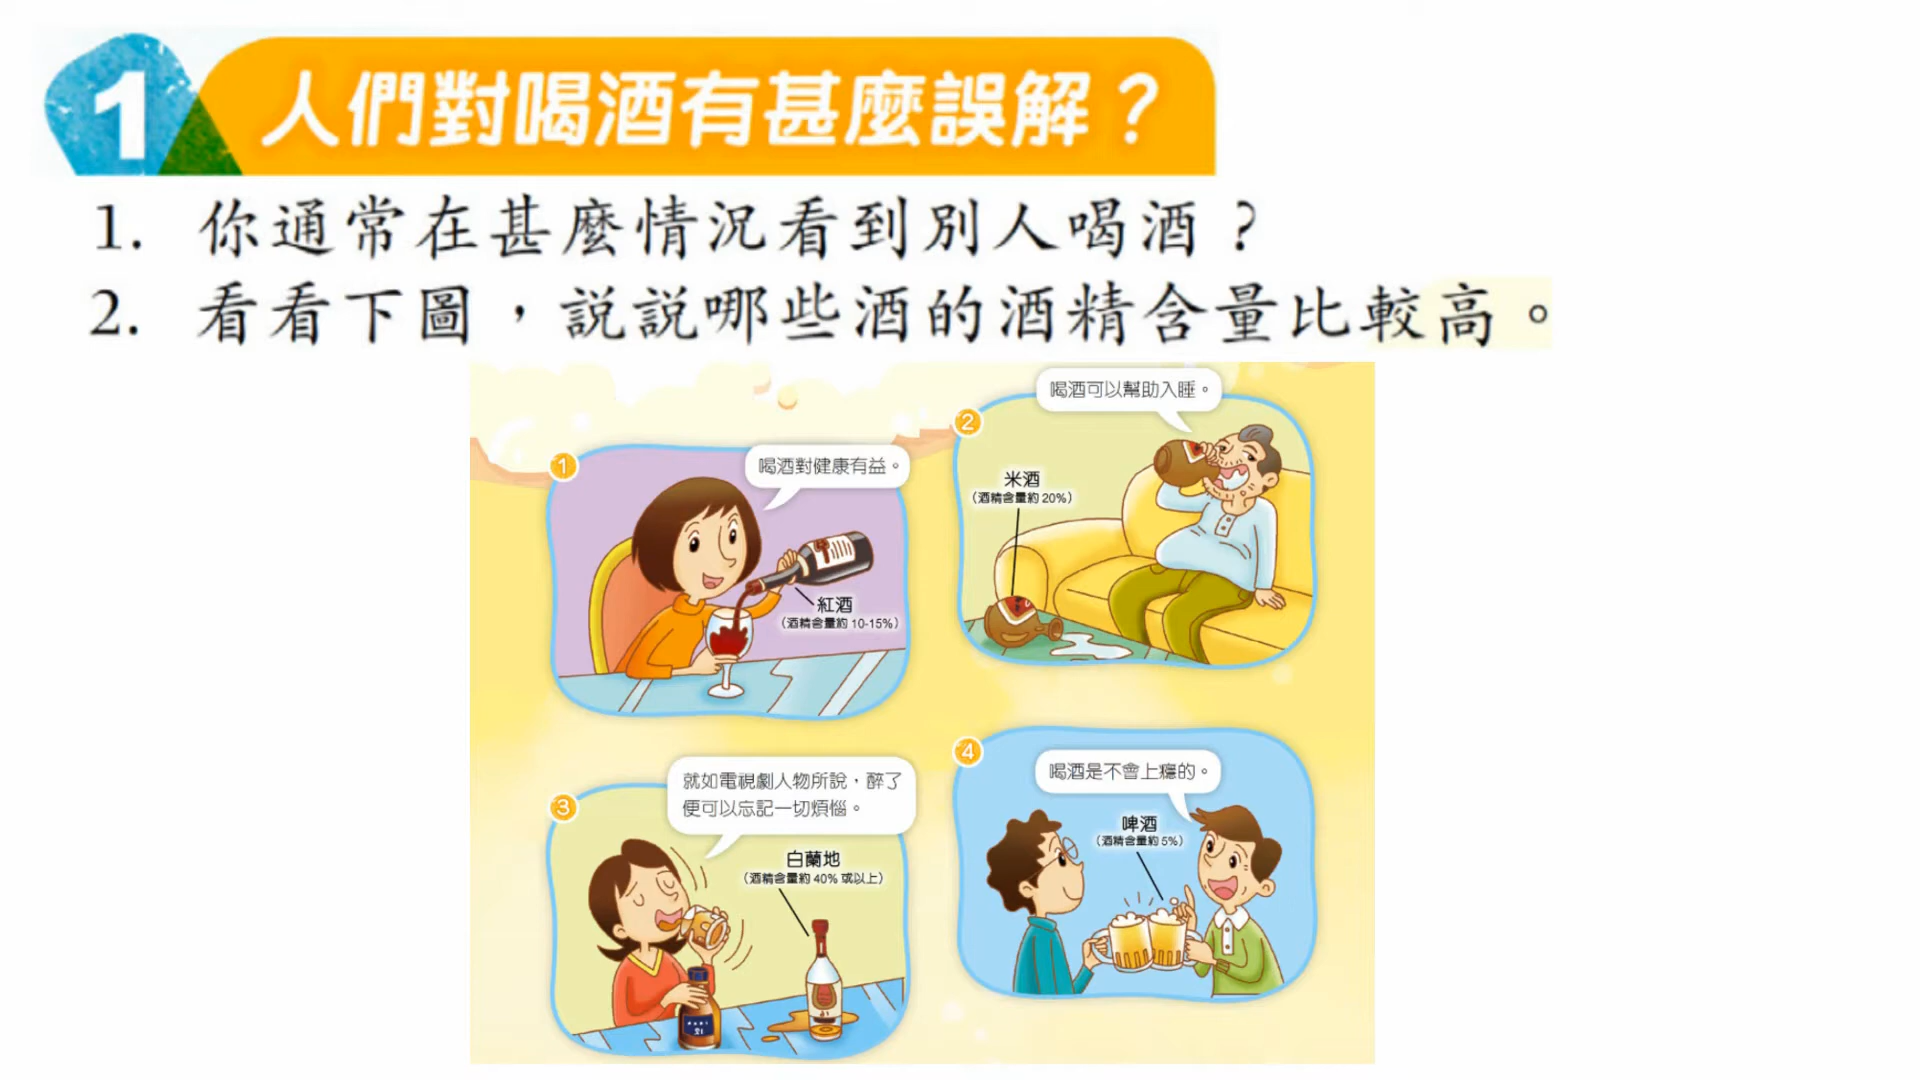 1 人們對喝酒有甚麼誤解？
1. 你通常在甚麼情況看到別人喝酒？
2. 看看下圖，説説哪些酒的酒精含量比較高。
1
喝酒對健康有益。
紅酒
（酒精含量約 10-15%）
2
喝酒可以幫助入睡。
米酒
（酒精含量約 20%）
3
就如電視劇人物所說，醉了
便可以忘記一切煩惱。
白蘭地
（酒精含量約 40% 或以上）
4
喝酒是不會上癮的。
啤酒
（酒精含量約 5%）